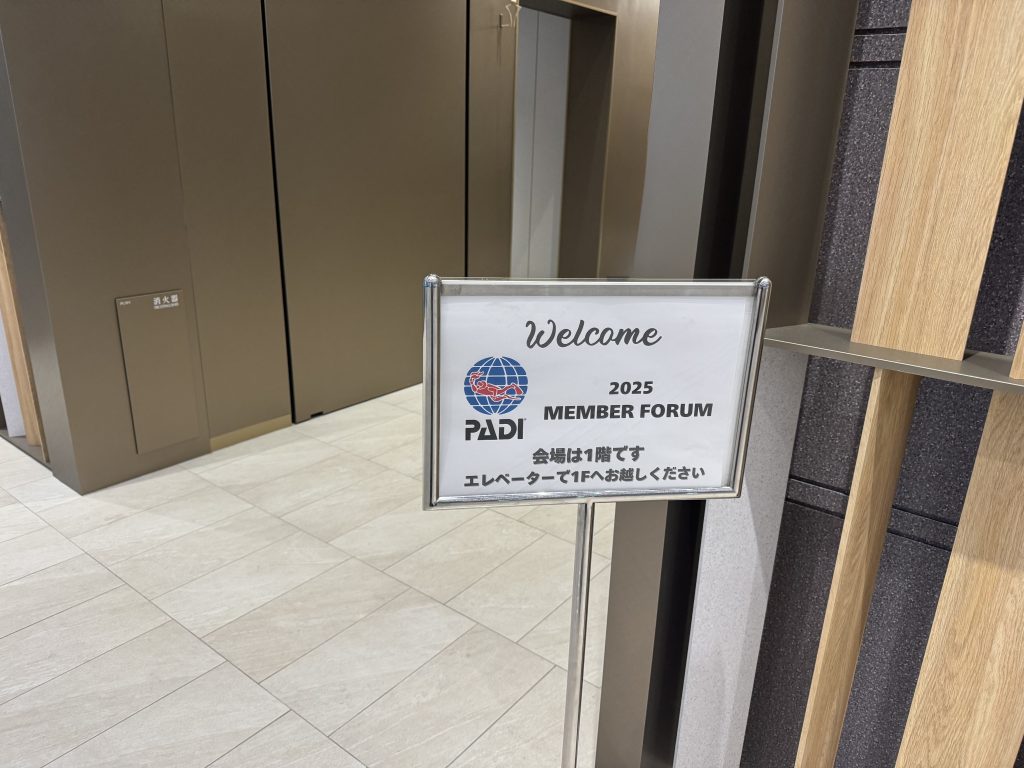 消火器
Welcome
PADI
2025
MEMBER FORUM
会場は1階です
エレベーターで1Fへお越しください